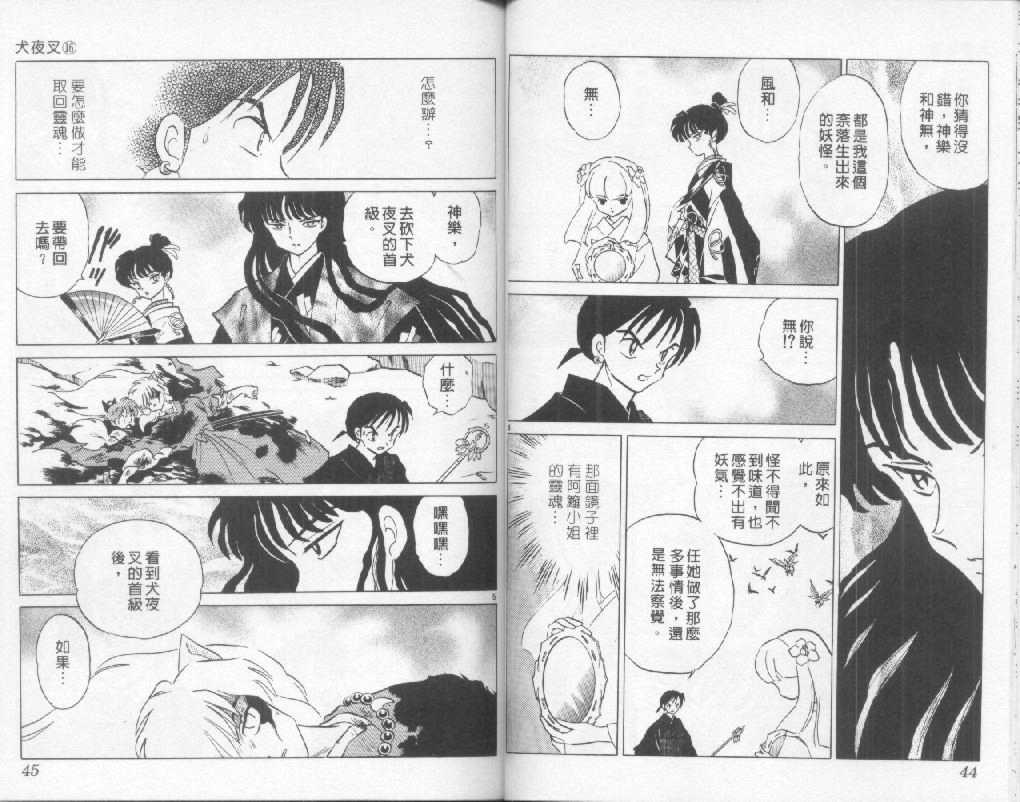 你猜得沒
錯，神樂
和神無，
都是我這個
奈落生出來
的妖怪。
風和…
無…
你說…
無!?
原來如
此，
怪不得聞不
到味道，也
感覺不出有
妖氣…
任她做了那麼
多事情後，還
是無法察覺。
那面鏡子裡
有阿籬小姐
的靈魂…
44
犬夜叉⑯
怎麼辦…？
要怎麼做才能
取回靈魂…
神樂，
去砍下犬
夜叉的首
級。
要帶回
去嗎？
什麼…
嘿嘿嘿…
看到犬夜
叉的首級
後，
5
如果…
45